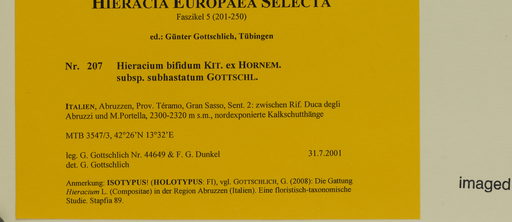 HIERACIA EUROPAEA SELECTA
Faszikel 5 (201-250)
ed.: Günter Gottschlich, Tübingen
Nr. 207 Hieracium bifidum KIT. ex HORNEM.
subsp. subhastatum GOTTSCHL.
ITALIEN, Abruzzen, Prov. Téramo, Gran Sasso, Sent. 2: zwischen Rif. Duca degli
Abruzzi und M.Portella, 2300-2320 m s.m., nordexponierte Kalkschutthänge
MTB 3547/3, 42°26'N 13°32'E
leg. G. Gottschlich Nr. 44649 & F. G. Dunkel 31.7.2001
det. G. Gottschlich
Anmerkung: ISOTYPUS! (HOLOTYPUS: FI), vgl. GOTTSCHLICH, G. (2008): Die Gattung
Hieracium L. (Compositae) in der Region Abruzzen (Italien). Eine floristisch-taxonomische
Studie. Stapfia 89.
imaged